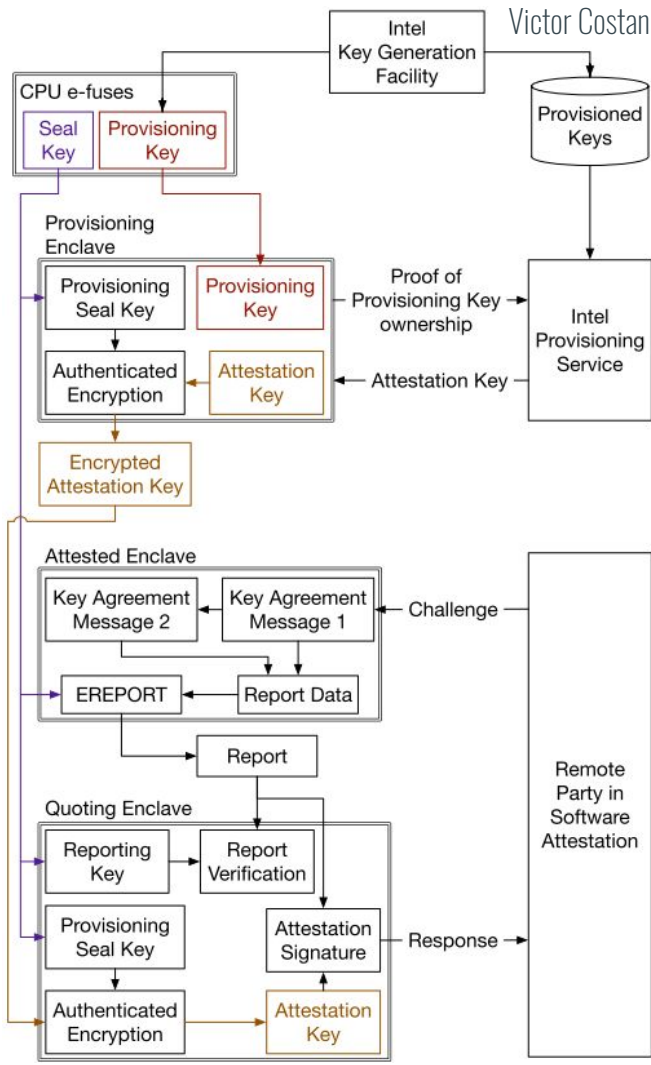 Victor Costan
Intel
Key Generation
Facility
CPU e-fuses
Seal
Key
Provisioning
Key
Provisioned
Keys
Provisioning
Enclave
Provisioning
Seal Key
Provisioning
Key
Proof of
Provisioning Key
ownership
Intel
Provisioning
Service
Authenticated
Encryption
Attestation
Key
Attestation Key
Encrypted
Attestation Key
Attested Enclave
Key Agreement
Message 2
Key Agreement
Message 1
Challenge
EREPORT
Report Data
Report
Remote
Party in
Software
Attestation
Quoting Enclave
Reporting
Key
Report
Verification
Provisioning
Seal Key
Attestation
Signature
Response
Authenticated
Encryption
Attestation
Key